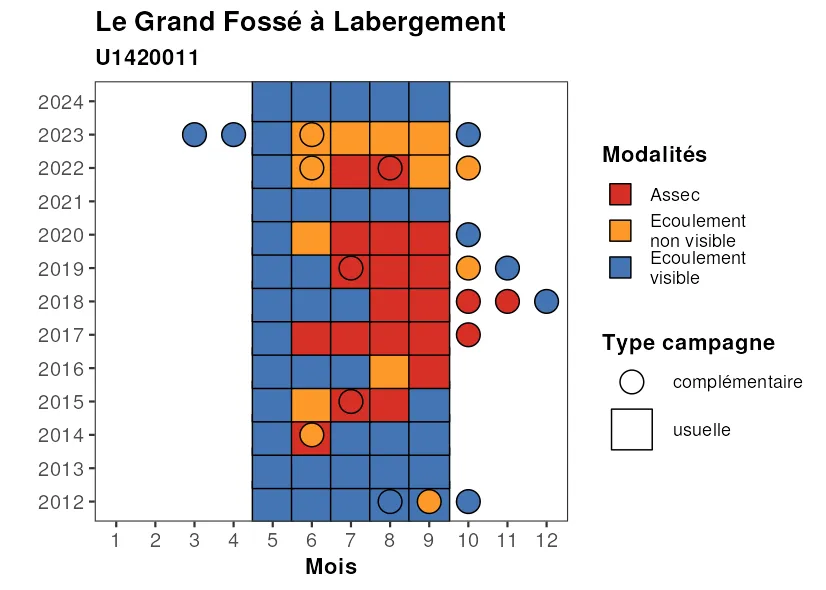 Le Grand Fossé à Labergement
U1420011
2024
2023
2022
2021
2020
2019
2018
2017
2016
2015
2014
2013
2012
1 2 3 4 5 6 7 8 9 10 11 12
Mois
Modalités
Assec
Ecoulement
non visible
Ecoulement
visible
Type campagne
complémentaire
usuelle